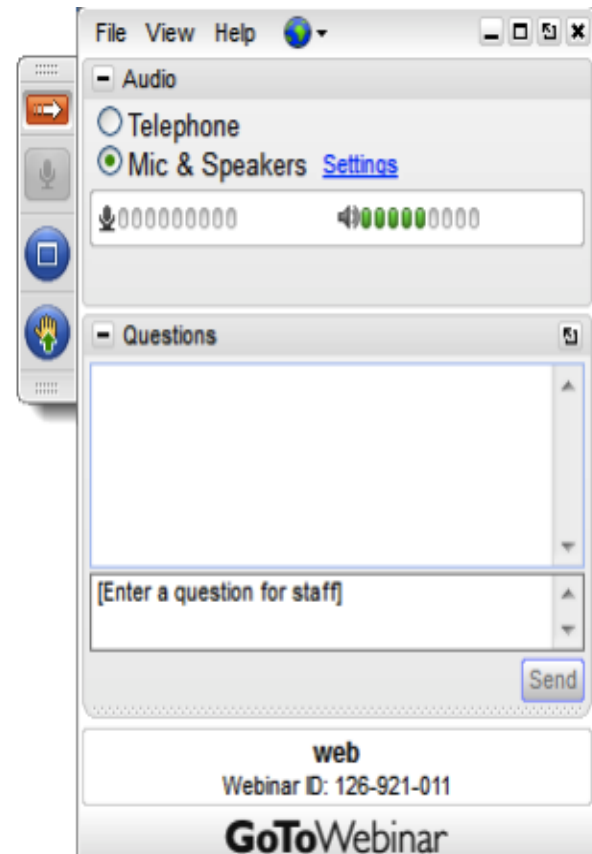 File View Help
Audio
Telephone
Mic & Speakers Settings
Questions
[Enter a question for staff]
Send
web
Webinar ID: 126-921-011
GoToWebinar